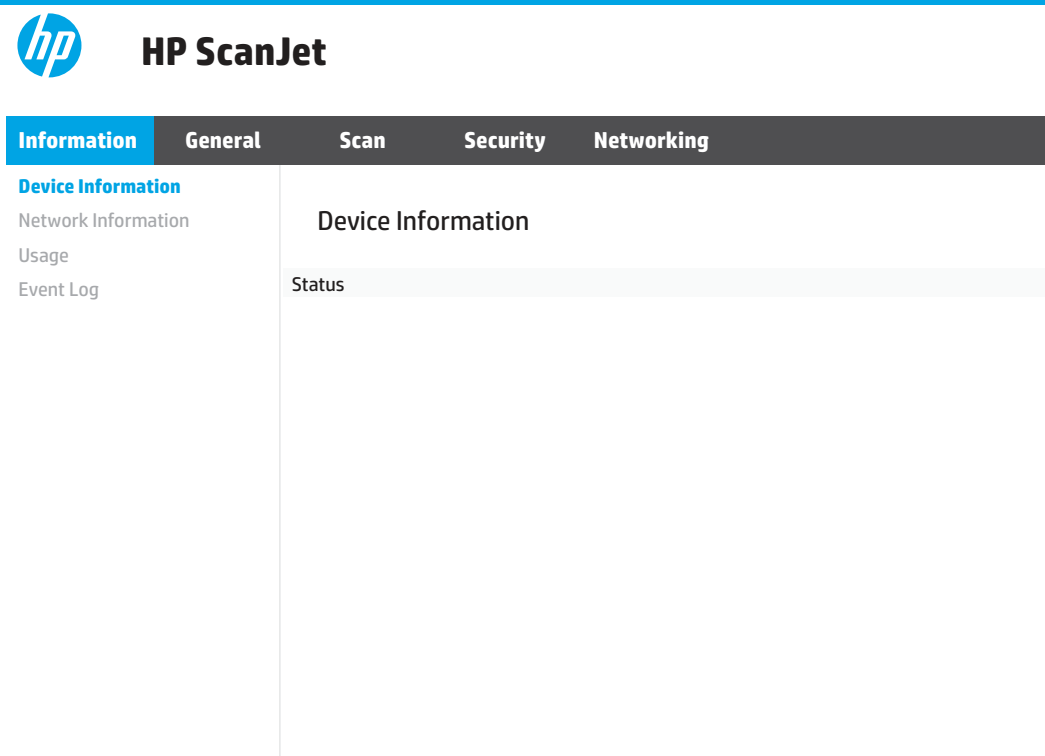 hp
HP ScanJet
Information General Scan Security Networking
Device Information
Network Information
Usage
Event Log
Device Information
Status